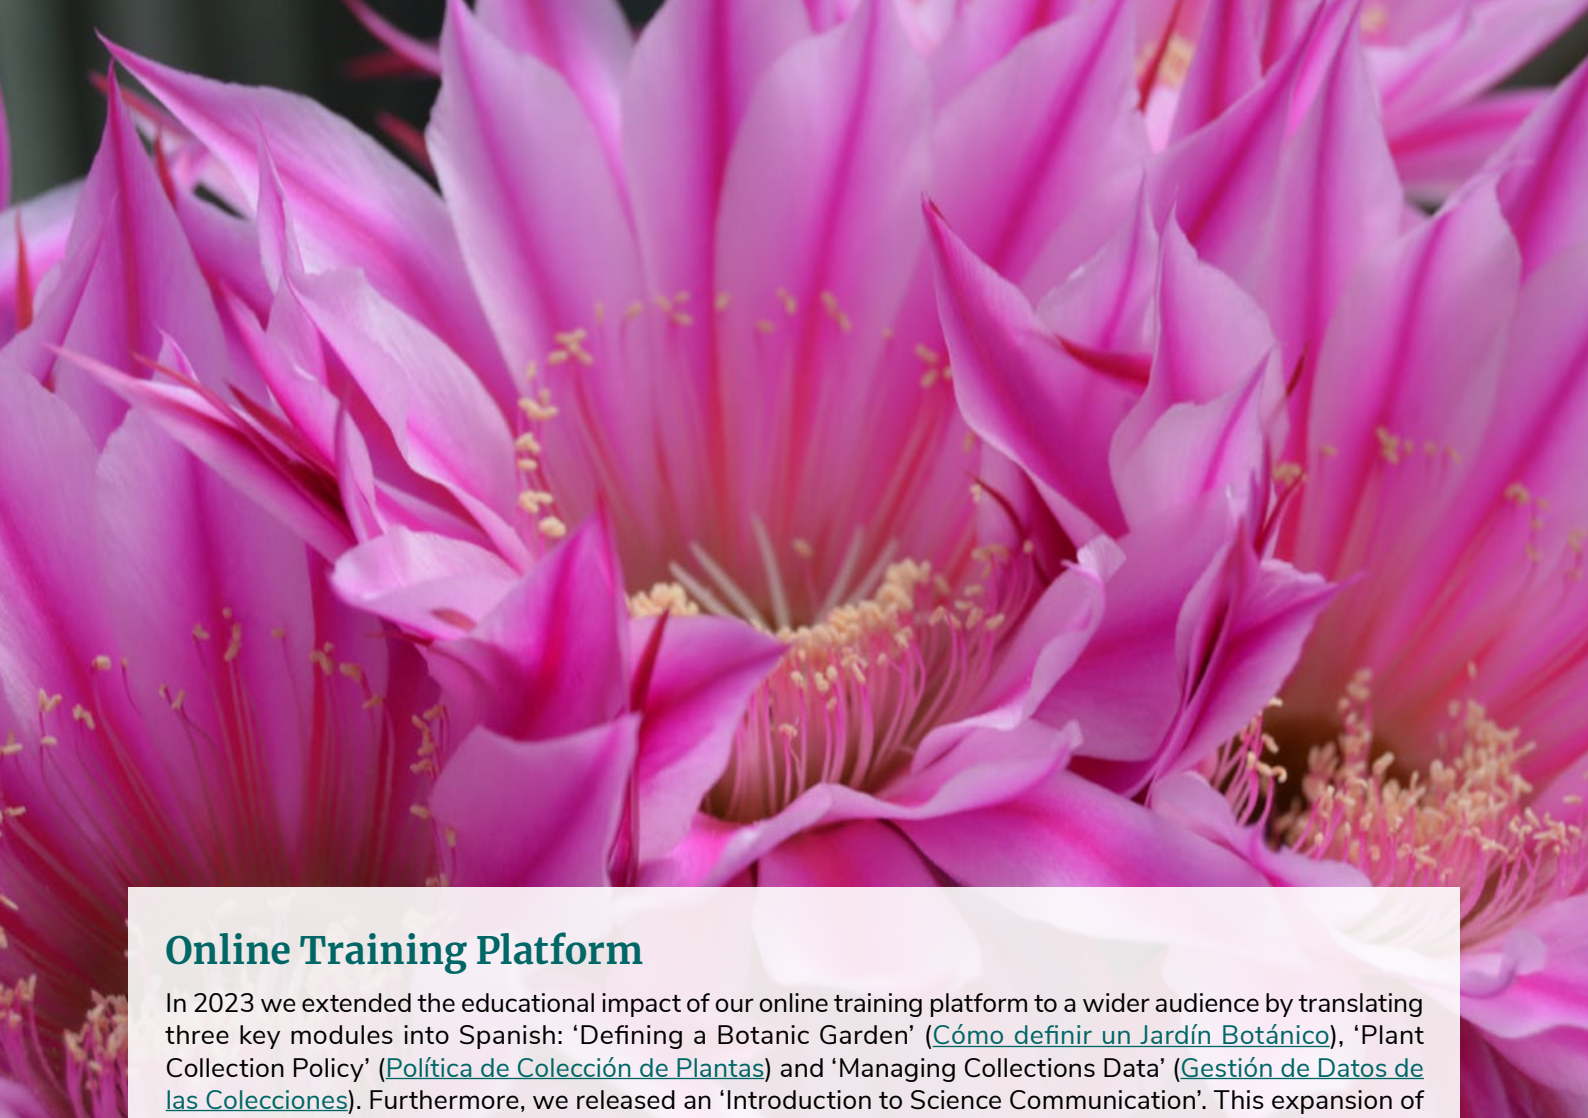 Online Training Platform
In 2023 we extended the educational impact of our online training platform to a wider audience by translating
three key modules into Spanish: ‘Defining a Botanic Garden’ (Cómo definir un Jardín Botánico), ‘Plant
Collection Policy’ (Política de Colección de Plantas) and ‘Managing Collections Data’ (Gestión de Datos de
las Colecciones). Furthermore, we released an ‘Introduction to Science Communication’. This expansion of